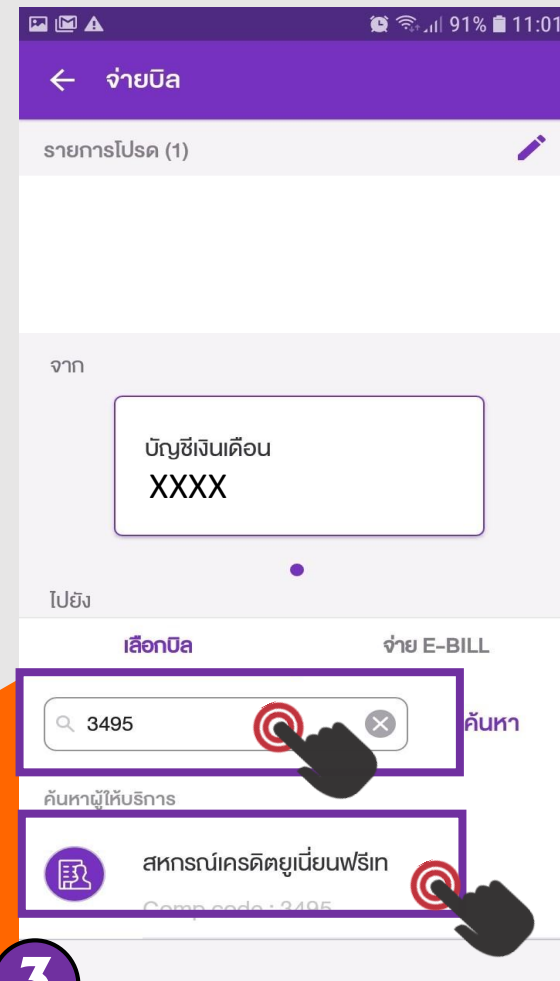 91% 11:01
จ่ายบิล
รายการโปรด (1)
จาก
บัญชีเงินเดือน
XXXX
ไปยัง
เลือกบิล จ่าย E-BILL
3495 ค้นหา
ค้นหาผู้ให้บริการ
สหกรณ์เครดิตยูเนี่ยนฟรีเท
Comp code : 3495
3